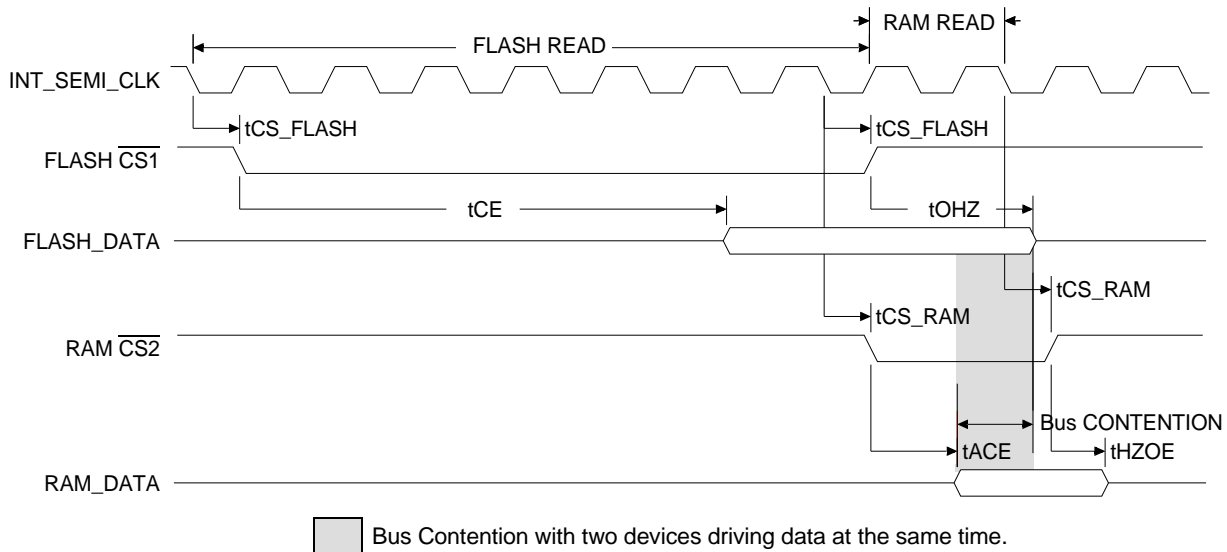 RAM READ
FLASH READ
INT_SEMI_CLK
tCS_FLASH
tCS_FLASH
FLASH CS1
tCE
tOHZ
FLASH_DATA
tCS_RAM
tCS_RAM
RAM CS2
Bus CONTENTION
tACE
tHZOE
RAM_DATA
Bus Contention with two devices driving data at the same time.